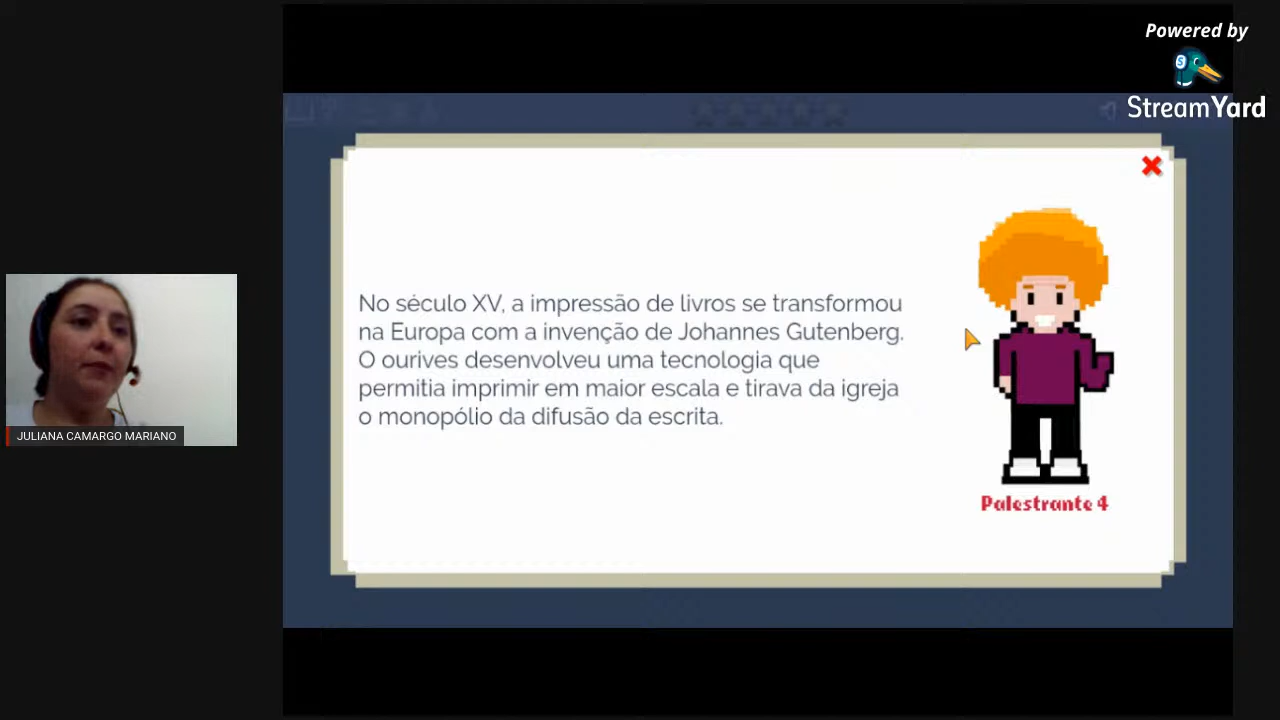 Powered by
StreamYard
No século XV, a impressão de livros se transformou
na Europa com a invenção de Johannes Gutenberg.
O ourives desenvolveu uma tecnologia que
permitia imprimir em maior escala e tirava da igreja
o monopólio da difusão da escrita.
JULIANA CAMARGO MARIANO
Palestrante 4